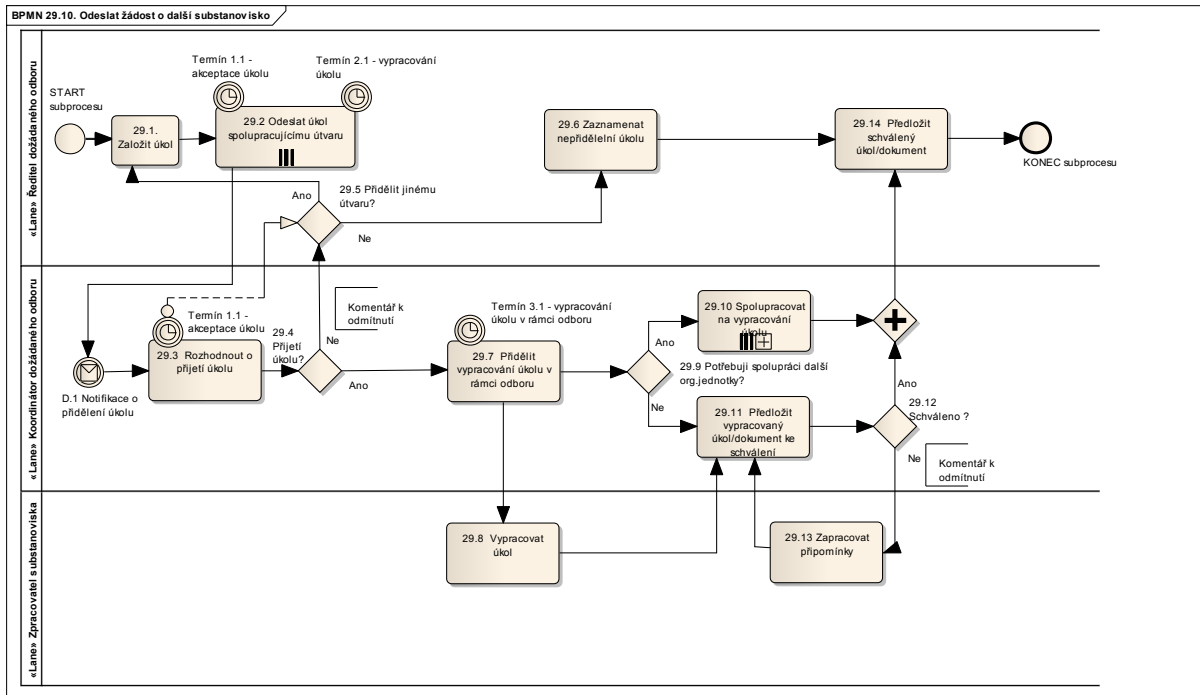 BPMN 29.10. Odeslat žádost o další substanovisko
«Lane» Ředitel dožádaného odboru
START
subprocesu
29.1.
Založit úkol
Termín 1.1 -
akceptace úkolu
Termín 2.1 - vypracování
úkolu
29.2 Odeslat úkol
spolupracujícímu útvaru
Ano
29.5 Přidělit jinému
útvaru?
Ne
29.6 Zaznamenat
nepřidělelní úkolu
29.14 Předložit
schválený
úkol/dokument
KONEC subprocesu
«Lane» Koordinátor dožádaného odboru
D.1 Notifikace o
přidělení úkolu
Termín 1.1 -
akceptace úkolu
29.3 Rozhodnout o
přijetí úkolu
29.4
Přijetí
úkolu?
Ne
Ano
Komentář k
odmítnutí
Termín 3.1 - vypracování
úkolu v rámci odboru
29.7 Přidělit
vypracování úkolu v
rámci odboru
Ano
Ne
29.9 Potřebuji spolupráci další
org.jednotky?
29.10 Spolupracovat
na vypracování
úkolu
29.11 Předložit
vypracovaný
úkol/dokument ke
schválení
Ano
29.12
Schváleno ?
Ne
Komentář k
odmítnutí
«Lane» Zpracovatel substanoviska
29.8 Vypracovat
úkol
29.13 Zapracovat
připomínky